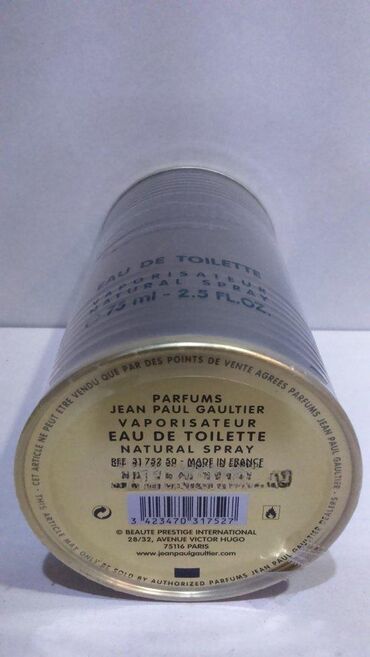 EAU DE TOILETTE
VAPORISATEUR
NATURAL SPRAY
75 ml - 2.5 FL.OZ.
CET ARTICLE NE PEUT ETRE VENDU QUE PAR DES POINTS DE VENTE AGREES PARFUMS JEAN PAUL GAULTIER
PARFUMS
JEAN PAUL GAULTIER
VAPORISATEUR
EAU DE TOILETTE
NATURAL SPRAY
MADE IN FRANCE
3 423470 317527
© BEAUTE PRESTIGE INTERNATIONAL
28/32, AVENUE VICTOR HUGO
75116 PARIS
www.jeanpaulgaultier.com
THIS ARTICLE MAY ONLY BE SOLD BY AUTHORIZED PARFUMS JEAN PAUL GAULTIER DEALERS